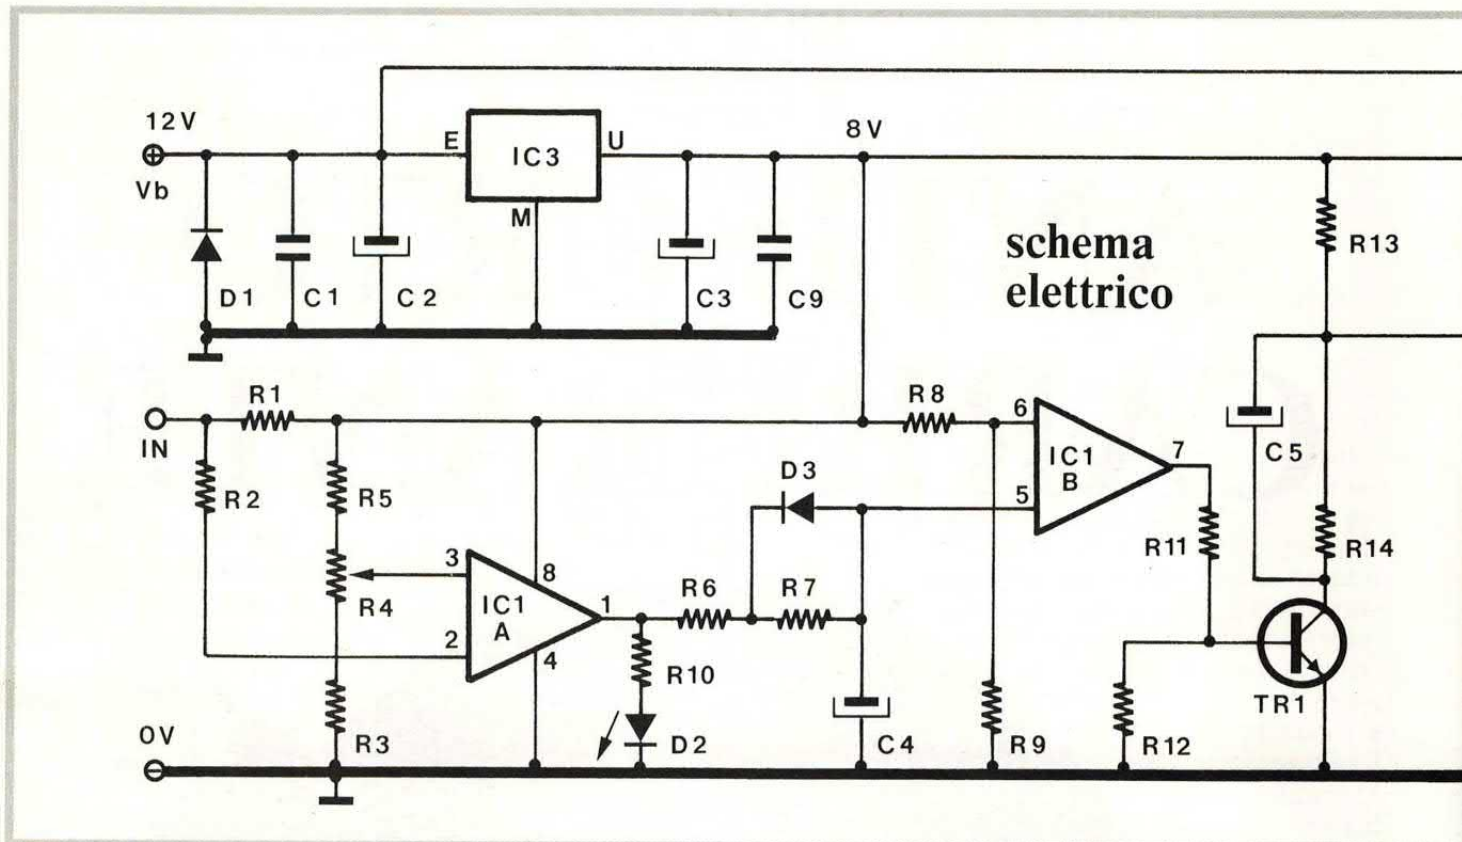 12V
E
IC3
U
8V
Vb
M
D1
C1
C2
C3
C9
schema
elettrico
R13
R1
IN
R8
6
IC1
B
7
5
C5
D3
R2
R5
R11
R14
3
8
R4
IC1
A
1
2
4
R6
R7
R10
TR1
0V
R3
D2
C4
R9
R12